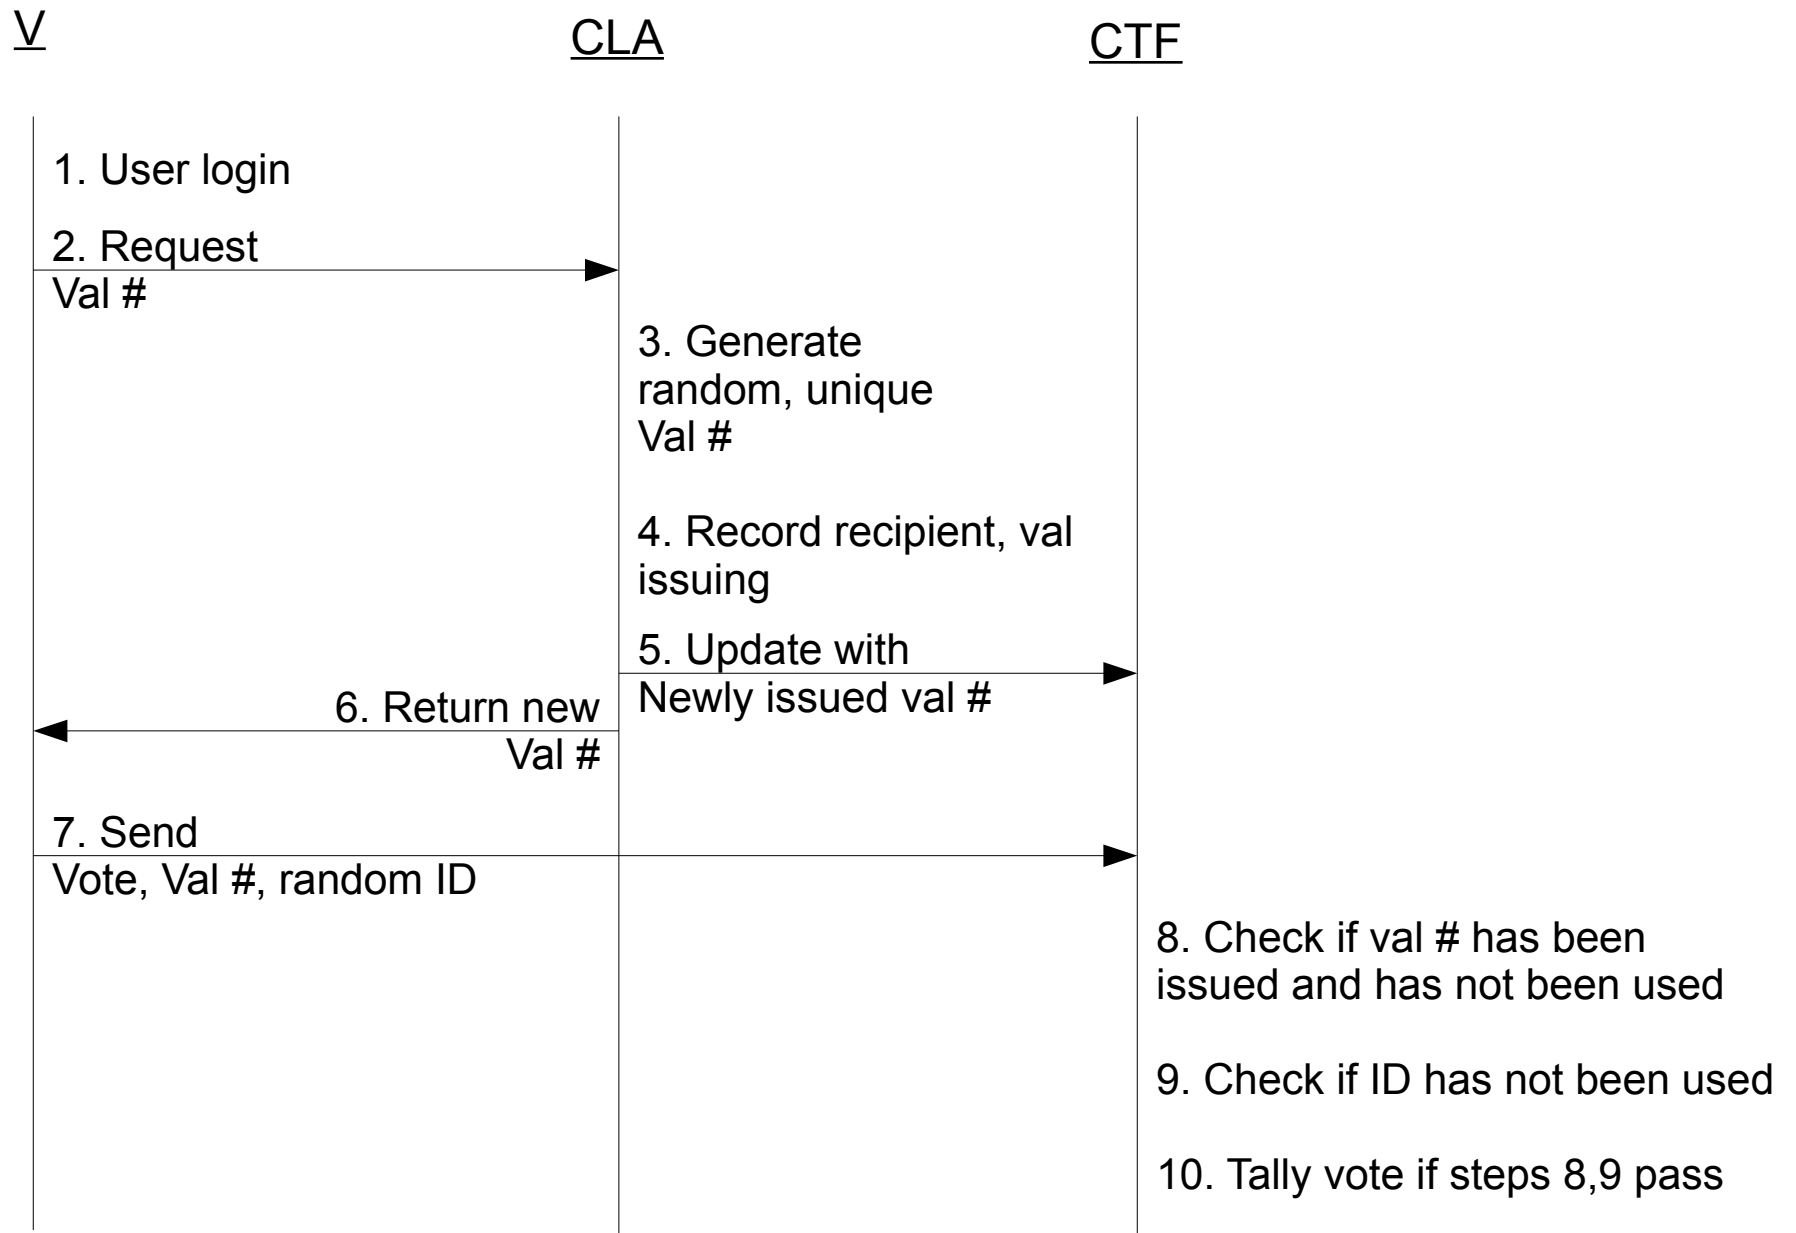 V
CLA
CTF
1. User login
2. Request
Val #
3. Generate
random, unique
Val #
4. Record recipient, val
issuing
5. Update with
Newly issued val #
6. Return new
Val #
7. Send
Vote, Val #, random ID
8. Check if val # has been
issued and has not been used
9. Check if ID has not been used
10. Tally vote if steps 8,9 pass